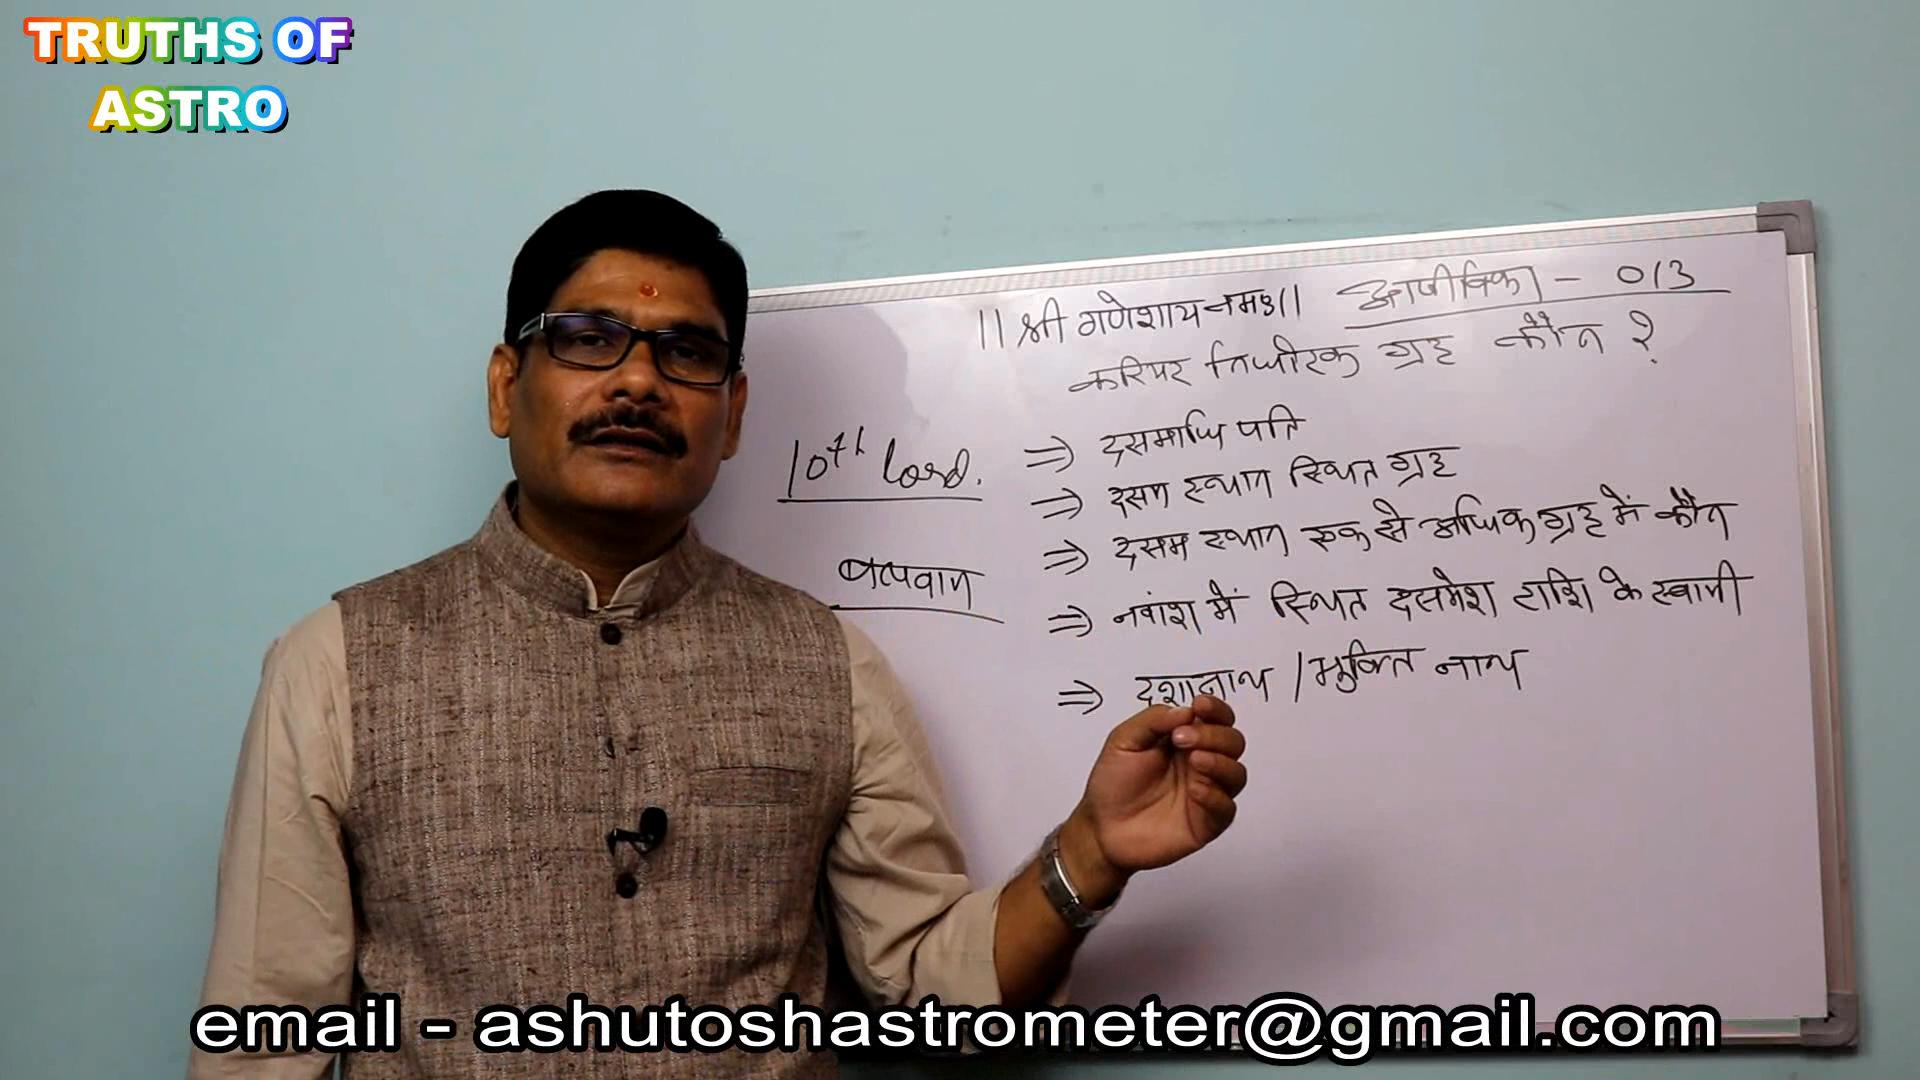 TRUTHS OF
ASTRO
॥ श्री गणेशाय नमः॥ आजीविका - 013
करियर निर्धारक ग्रह कौन ?
10th Lord.
⇒ दसमाधिपति
⇒ दसम स्थान स्थित ग्रह
⇒ दसम स्थान एक से अधिक ग्रह में कौन
बलवान
⇒ नवांश में स्थित दसमेश राशि के स्वामी
⇒ दशानाथ / भुक्ति नाथ
email - ashutoshastrometer@gmail.com